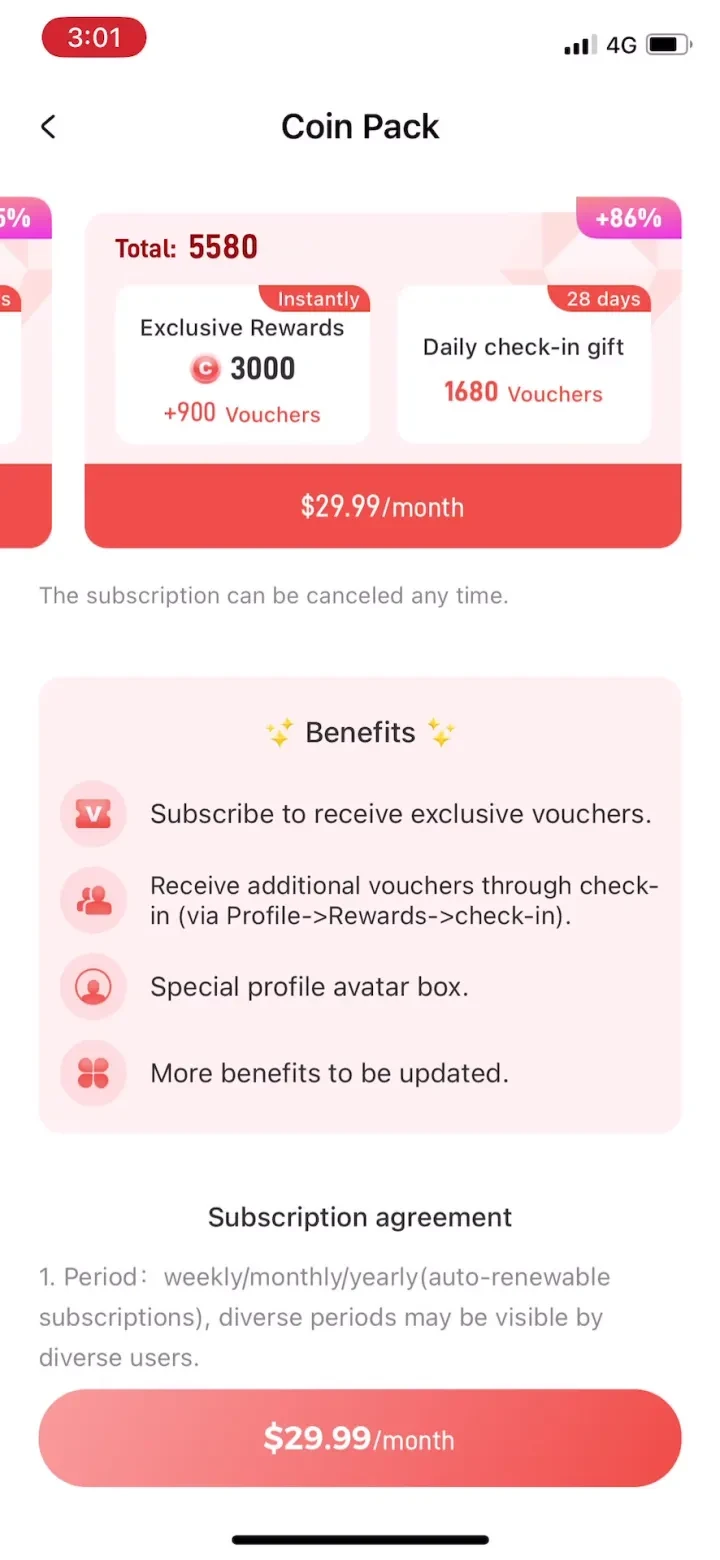 3:01
4G
Coin Pack
5%
+86%
Total: 5580
s
Instantly
28 days
Exclusive Rewards
C 3000
+900 Vouchers
Daily check-in gift
1680 Vouchers
$29.99/month
The subscription can be canceled any time.
✨ Benefits ✨
V
Subscribe to receive exclusive vouchers.
Receive additional vouchers through check-
in (via Profile->Rewards->check-in).
Special profile avatar box.
More benefits to be updated.
Subscription agreement
1. Period： weekly/monthly/yearly(auto-renewable
subscriptions), diverse periods may be visible by
diverse users.
$29.99/month